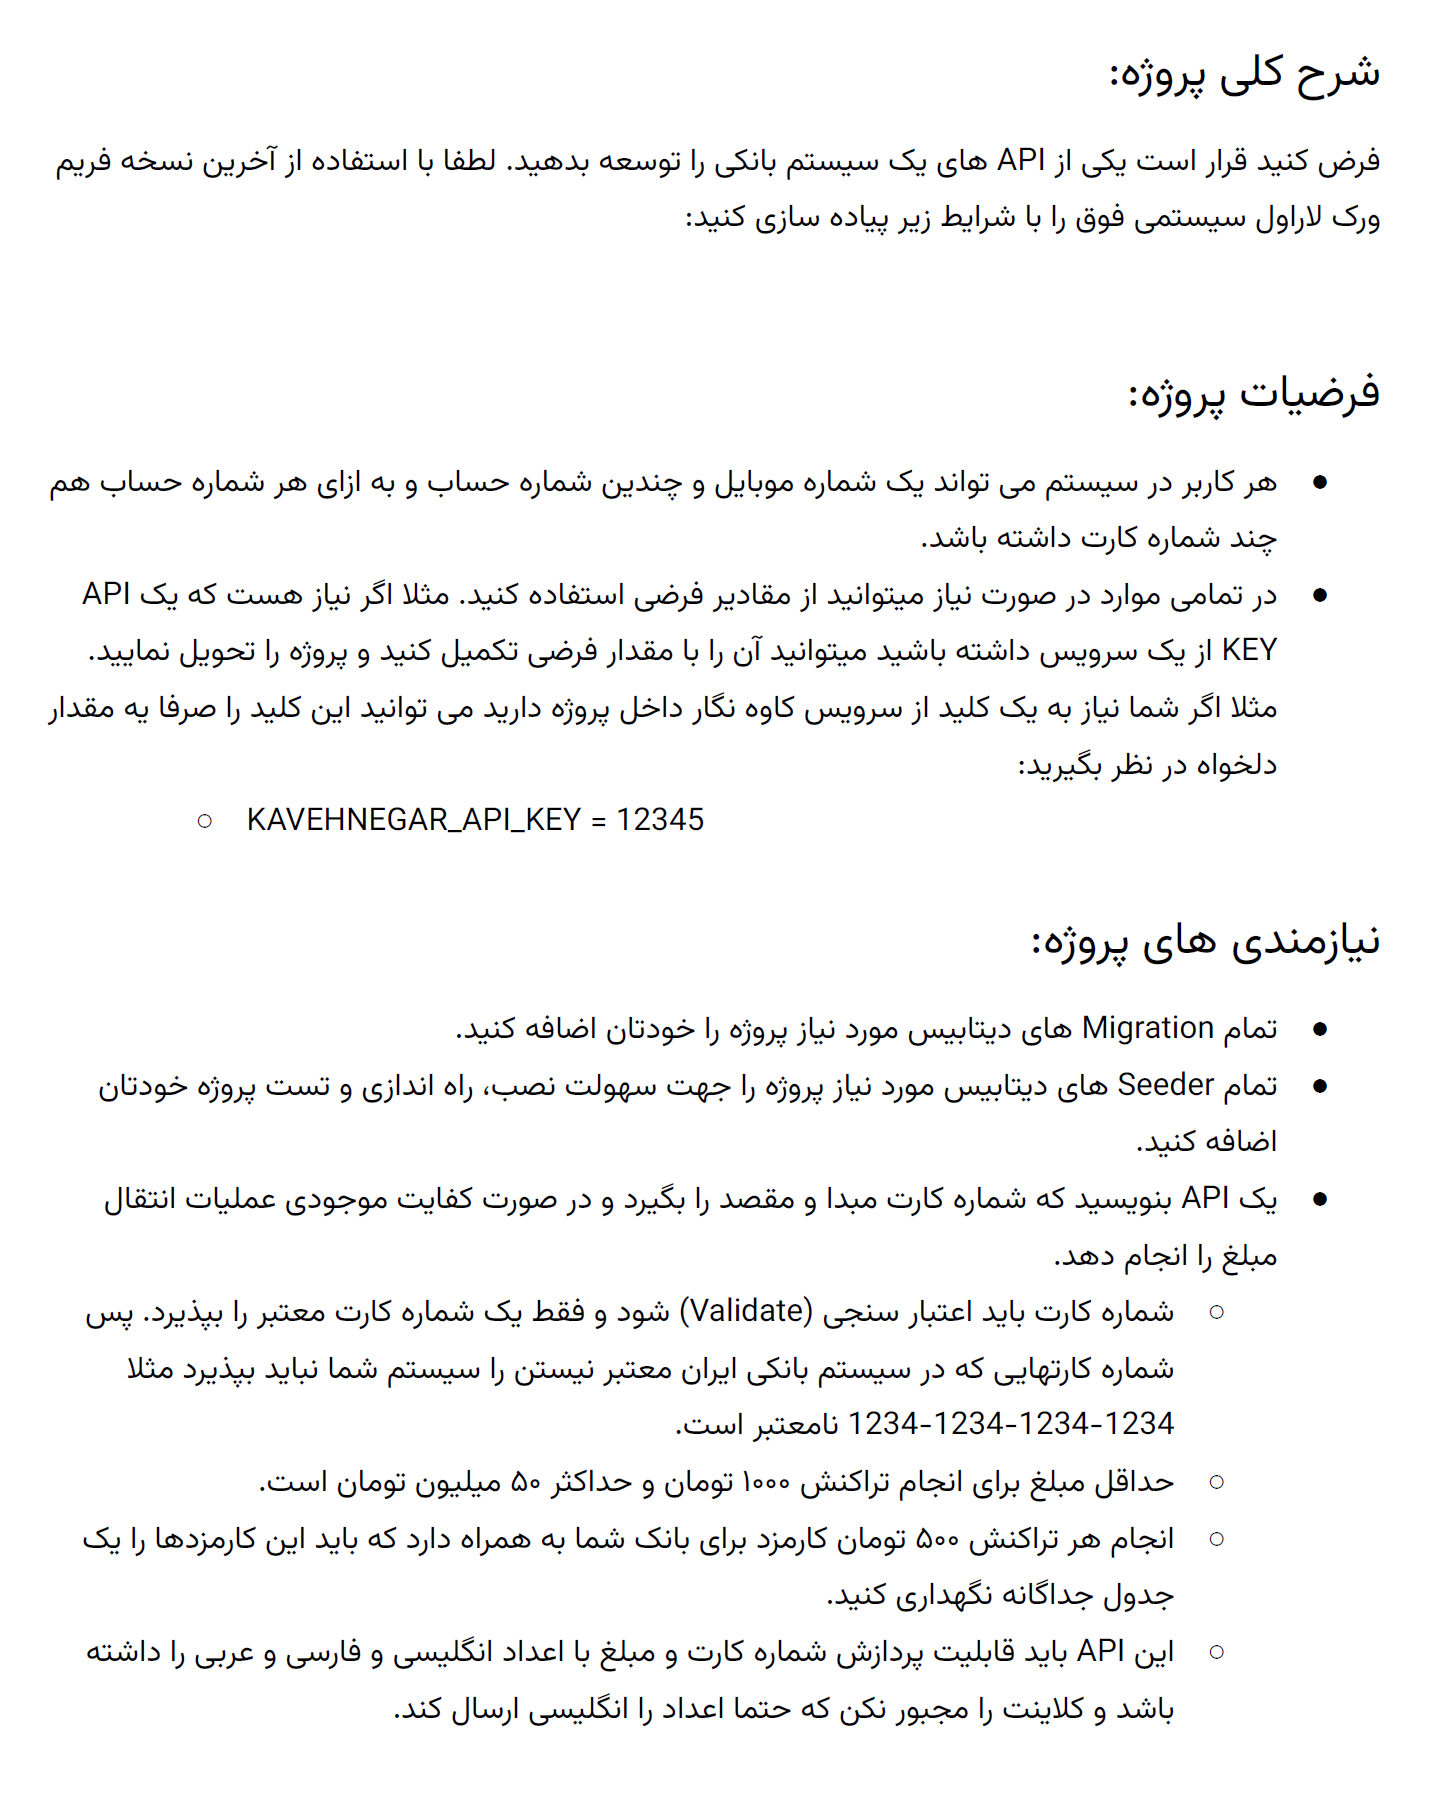 شرح کلی پروژه:
فرض کنید قرار است یکی از API های یک سیستم بانکی را توسعه بدهید. لطفا با استفاده از آخرین نسخه فریم
ورک لاراول سیستمی فوق را با شرایط زیر پیاده سازی کنید:
فرضیات پروژه:
● هر کاربر در سیستم می تواند یک شماره موبایل و چندین شماره حساب و به ازای هر شماره حساب هم
چند شماره کارت داشته باشد.
● در تمامی موارد در صورت نیاز میتوانید از مقادیر فرضی استفاده کنید. مثلا اگر نیاز هست که یک API
KEY از یک سرویس داشته باشید میتوانید آن را با مقدار فرضی تکمیل کنید و پروژه را تحویل نمایید.
مثلا اگر شما نیاز به یک کلید از سرویس کاوه نگار داخل پروژه دارید می توانید این کلید را صرفا یه مقدار
دلخواه در نظر بگیرید:
○ KAVEHNEGAR_API_KEY = 12345
نیازمندی های پروژه:
● تمام Migration های دیتابیس مورد نیاز پروژه را خودتان اضافه کنید.
● تمام Seeder های دیتابیس مورد نیاز پروژه را جهت سهولت نصب، راه اندازی و تست پروژه خودتان
اضافه کنید.
● یک API بنویسید که شماره کارت مبدا و مقصد را بگیرد و در صورت کفایت موجودی عملیات انتقال
مبلغ را انجام دهد.
○ شماره کارت باید اعتبار سنجی (Validate) شود و فقط یک شماره کارت معتبر را بپذیرد. پس
شماره کارتهایی که در سیستم بانکی ایران معتبر نیستن را سیستم شما نباید بپذیرد مثلا
1234-1234-1234-1234 نامعتبر است.
○ حداقل مبلغ برای انجام تراکنش ۱۰۰۰ تومان و حداکثر ۵۰ میلیون تومان است.
○ انجام هر تراکنش ۵۰۰ تومان کارمزد برای بانک شما به همراه دارد که باید این کارمزدها را یک
جدول جداگانه نگهداری کنید.
○ این API باید قابلیت پردازش شماره کارت و مبلغ با اعداد انگلیسی و فارسی و عربی را داشته
باشد و کلاینت را مجبور نکن که حتما اعداد را انگلیسی ارسال کند.